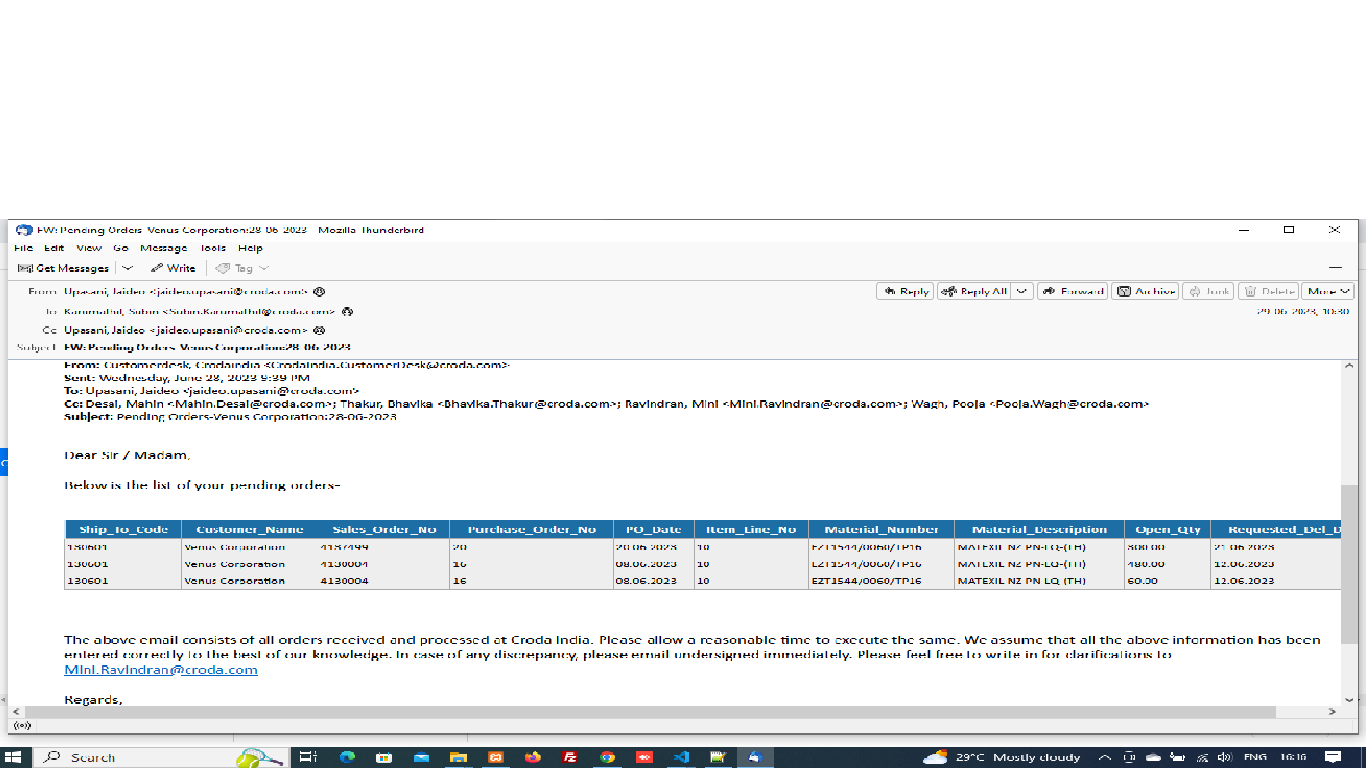 FW: Pending Orders-Venus Corporation:28-06-2023 - Mozilla Thunderbird
File Edit View Go Message Tools Help
Get Messages Write Tag
From Upasani, Jaideo <jaideo.upasani@croda.com> Reply Reply All Forward Archive Junk Delete More
To Karumathil, Subin <Subin.Karumathil@croda.com> 29-06-2023, 10:30
Cc Upasani, Jaideo <jaideo.upasani@croda.com>
Subject FW: Pending Orders-Venus Corporation:28-06-2023
From: Customerdesk, Crodaindia <CrodaIndia.CustomerDesk@croda.com>
Sent: Wednesday, June 28, 2023 9:39 PM
To: Upasani, Jaideo <jaideo.upasani@croda.com>
Cc: Desai, Mahin <Mahin.Desai@croda.com>; Thakur, Bhavika <Bhavika.Thakur@croda.com>; Ravindran, Mini <Mini.Ravindran@croda.com>; Wagh, Pooja <Pooja.Wagh@croda.com>
Subject: Pending Orders-Venus Corporation:28-06-2023
Dear Sir / Madam,
Below is the list of your pending orders-
Ship_To_Code Customer_Name Sales_Order_No Purchase_Order_No PO_Date Item_Line_No Material_Number Material_Description Open_Qty Requested_Del_D
130601 Venus Corporation 4137499 20 20.06.2023 10 EZT1544/0060/TP16 MATEXIL NZ PN-LQ-(TH) 21.06.2023
130601 Venus Corporation 4130004 16 08.06.2023 10 EZT1544/0060/TP16 MATEXIL NZ PN-LQ-(TH) 480.00 12.06.2023
130601 Venus Corporation 4130004 16 08.06.2023 10 EZT1544/0060/TP16 MATEXIL NZ PN-LQ-(TH) 60.00 12.06.2023
The above email consists of all orders received and processed at Croda India. Please allow a reasonable time to execute the same. We assume that all the above information has been
entered correctly to the best of our knowledge. In case of any discrepancy, please email undersigned immediately. Please feel free to write in for clarifications to
Mini.Ravindran@croda.com
Regards,
Search 29°C Mostly cloudy ENG 16:16